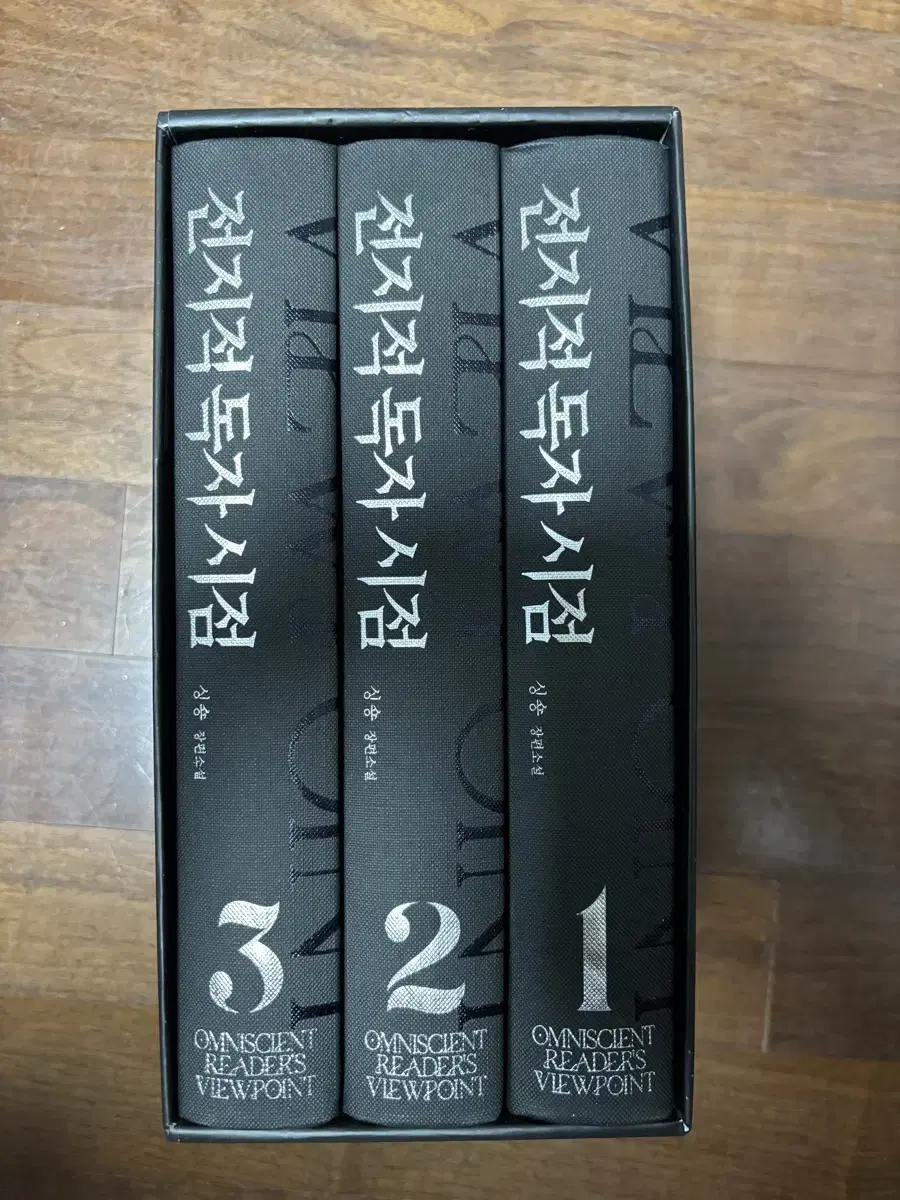 전지적 독자 시점
싱숑 장편소설
3
OMNISCIENT
READER'S
VIEWPOINT
전지적 독자 시점
싱숑 장편소설
2
OMNISCIENT
READER'S
VIEWPOINT
전지적 독자 시점
싱숑 장편소설
1
OMNISCIENT
READER'S
VIEWPOINT